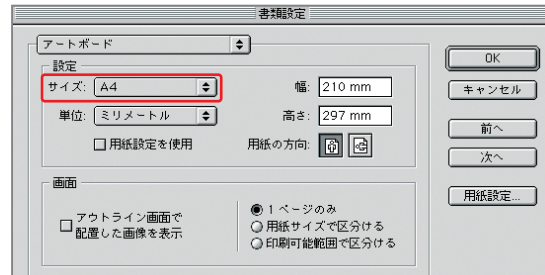 書類設定
アートボード
設定
サイズ: A4
幅: 210 mm
単位: ミリメートル
高さ: 297 mm
用紙設定を使用
用紙の方向:
画面
アウトライン画面で
配置した画像を表示
1 ページのみ
用紙サイズで区分ける
印刷可能範囲で区分ける
OK
キャンセル
前へ
次へ
用紙設定...